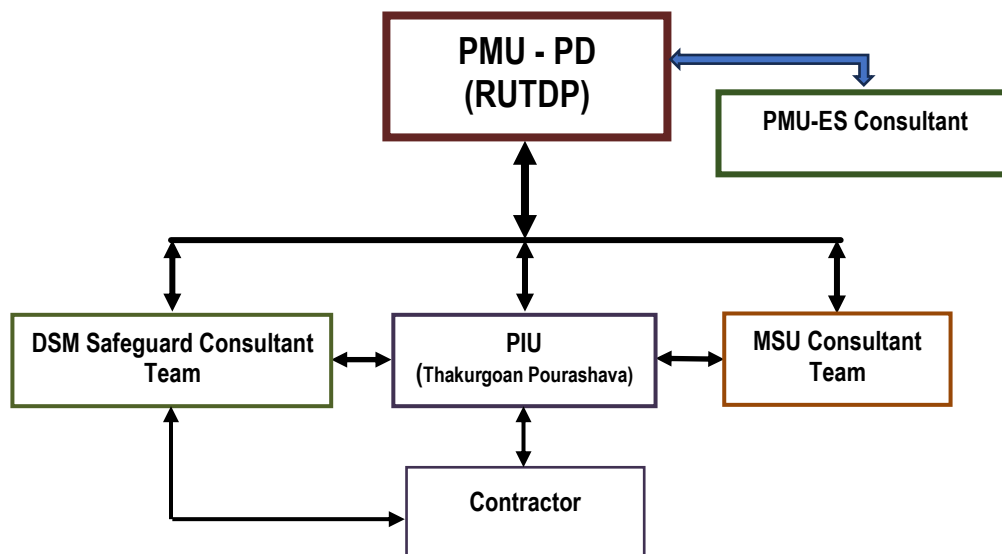 PMU - PD
(RUTDP)
PMU-ES Consultant
DSM Safeguard Consultant
Team
PIU
(Thakurgoan Pourashava)
MSU Consultant
Team
Contractor